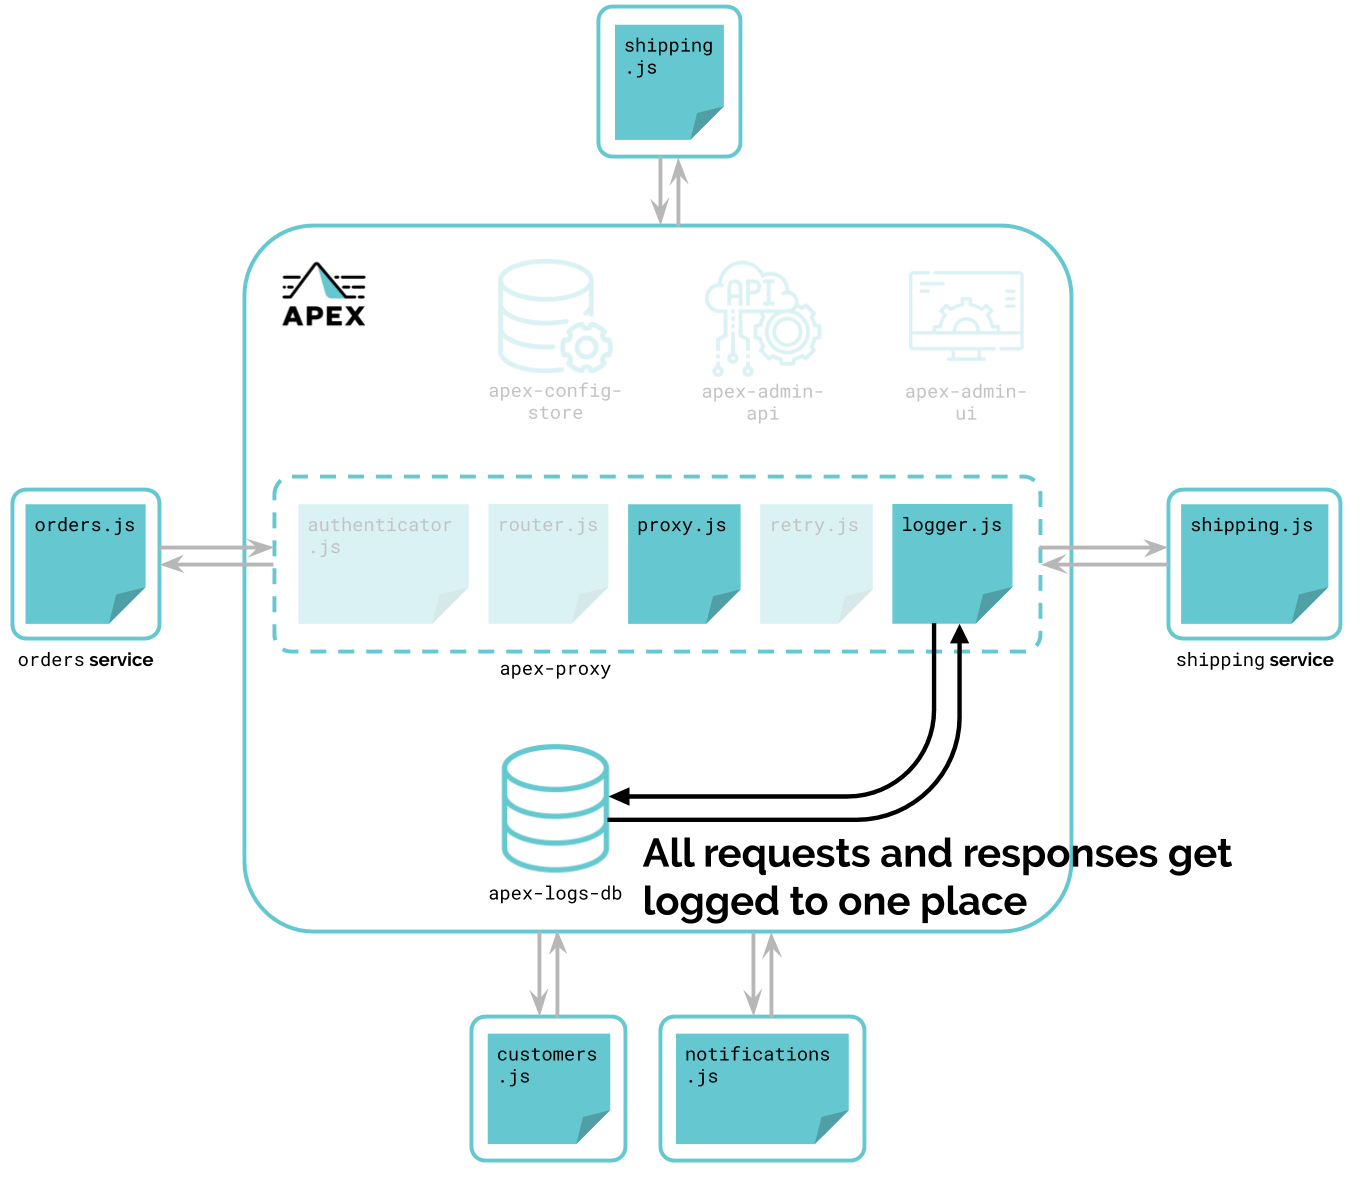 shipping
.js
APEX
API
apex-config-
store
apex-admin-
api
apex-admin-
ui
orders.js
authenticator
.js
router.js
proxy.js
retry.js
logger.js
shipping.js
orders service
apex-proxy
shipping service
All requests and responses get
logged to one place
apex-logs-db
customers
.js
notifications
.js